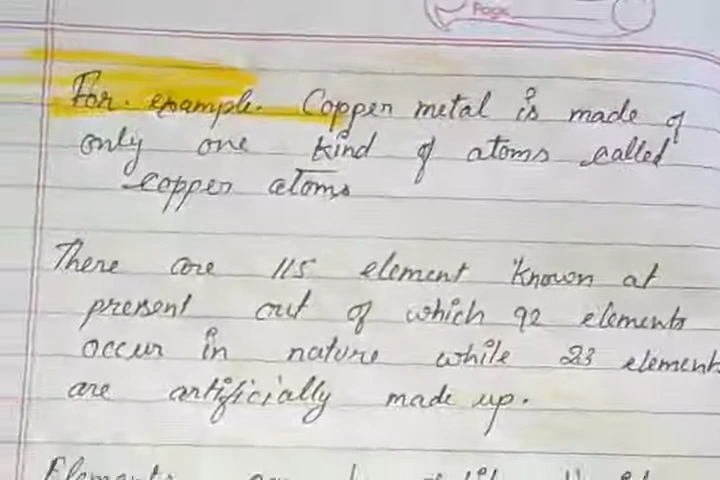 Page
For. example. Copper metal is made of
only one kind of atoms called
copper atoms
There are 115 element known at
present out of which 92 elements
occur in nature while 23 elements
are artificially made up.
Elements